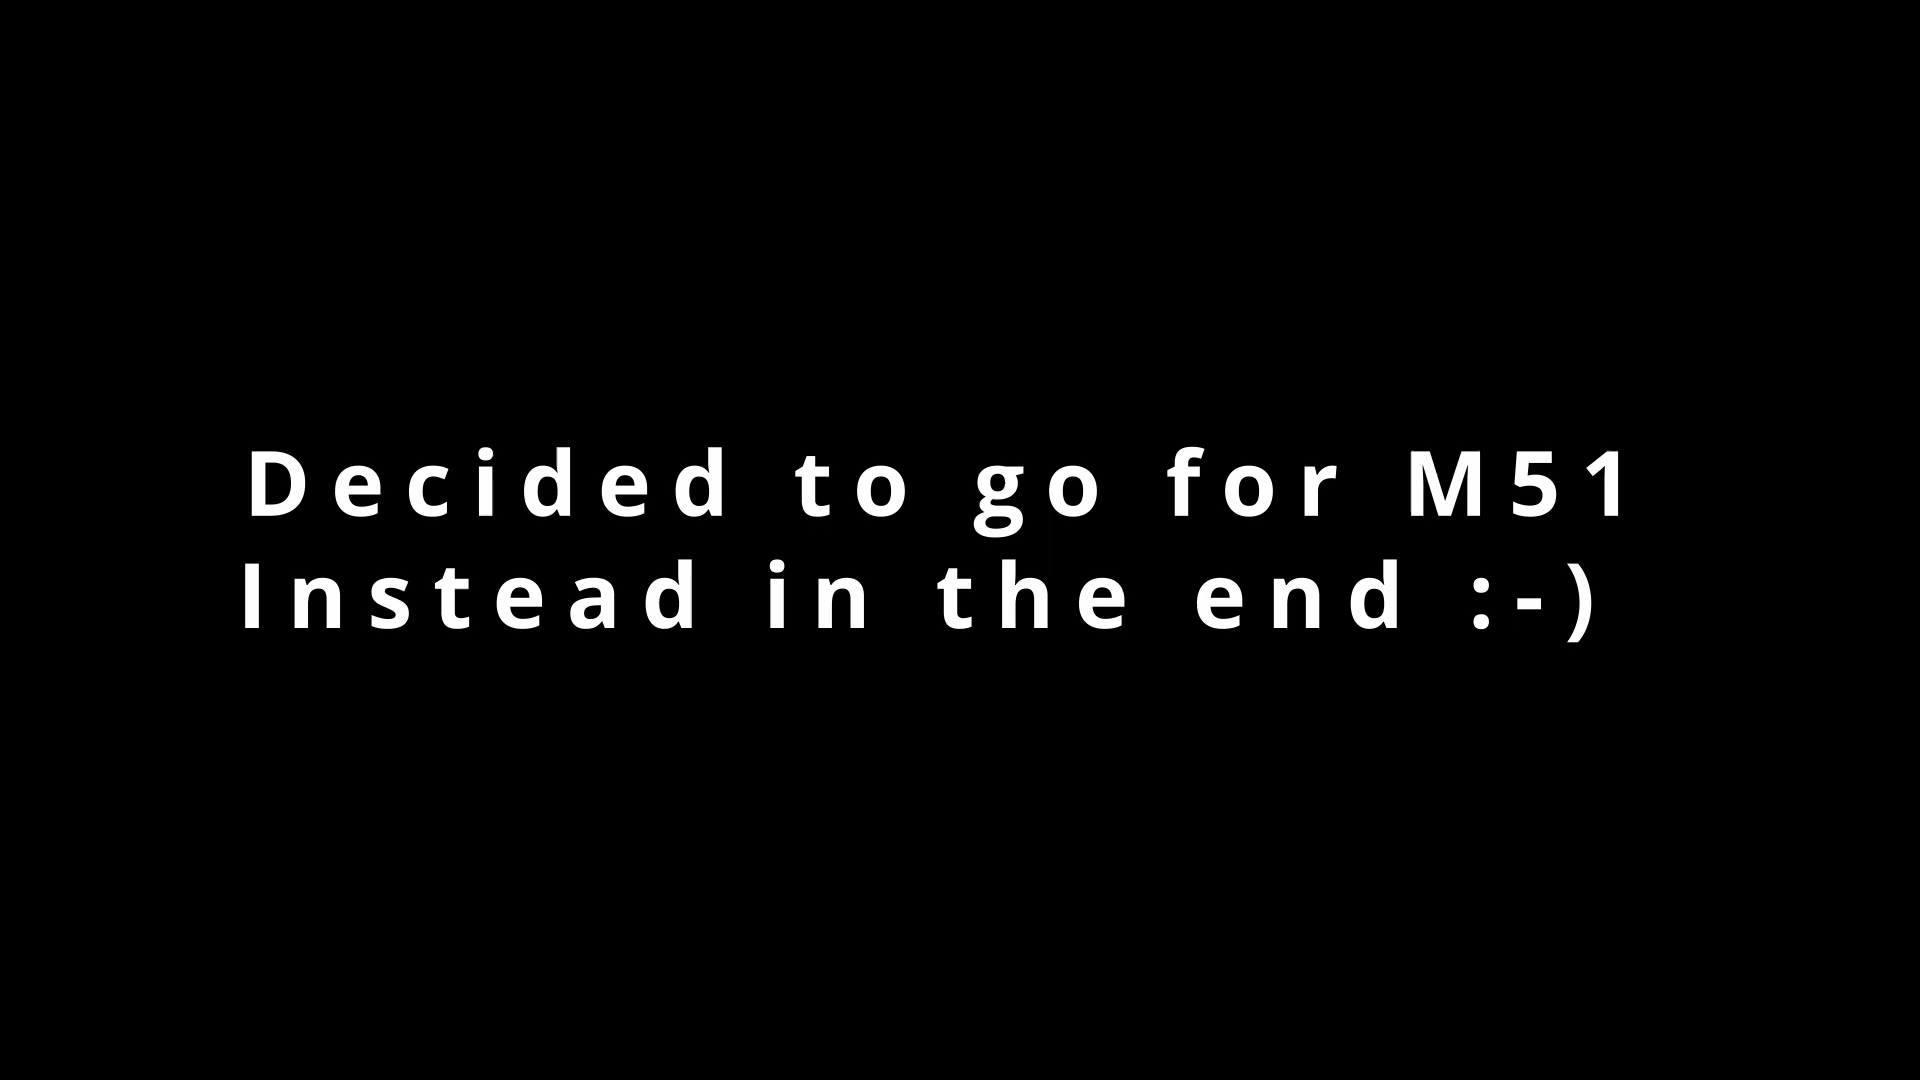 Decided to go for M51
Instead in the end :-)